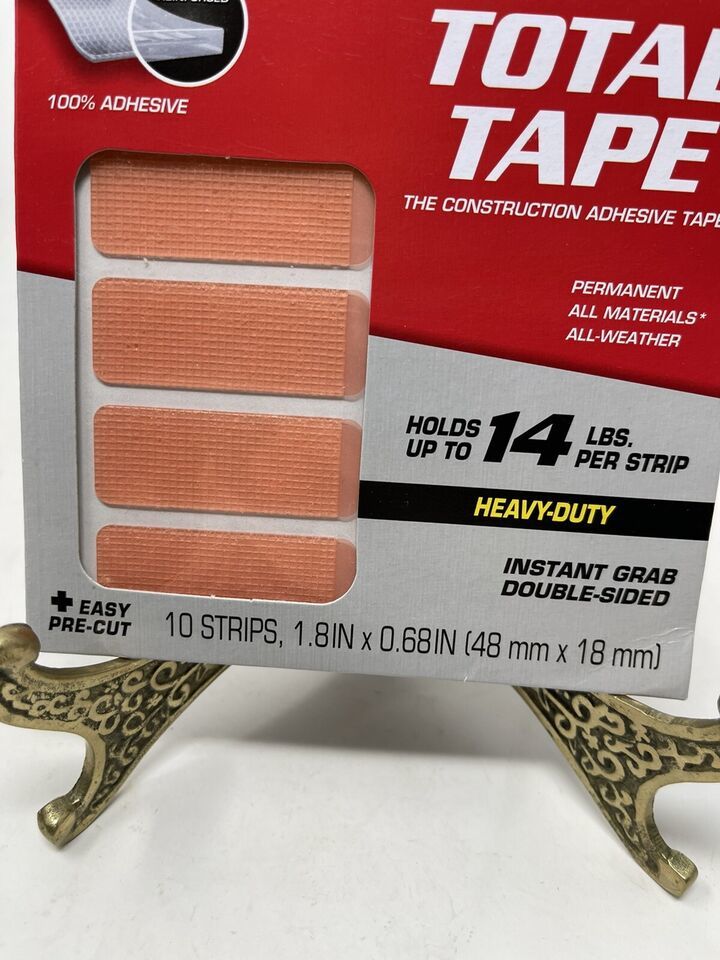 100% ADHESIVE
TOTAL
TAPE
THE CONSTRUCTION ADHESIVE TAPE
PERMANENT
ALL MATERIALS*
ALL-WEATHER
HOLDS
UP TO 14 LBS.
PER STRIP
HEAVY-DUTY
INSTANT GRAB
DOUBLE-SIDED
+ EASY
PRE-CUT
10 STRIPS, 1.8IN x 0.68IN (48 mm x 18 mm)